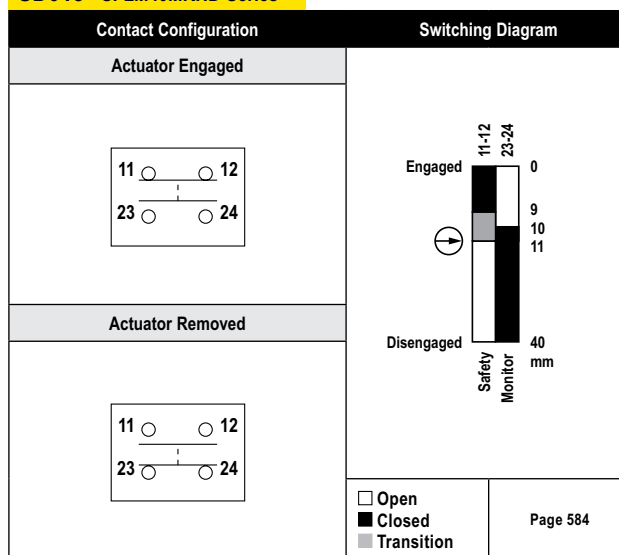 Contact Configuration
Switching Diagram
Actuator Engaged
11 12
23 24
Actuator Removed
11 12
23 24
11-12
23-24
Engaged
0
9
10
11
Disengaged
40
mm
Safety
Monitor
Open
Closed
Transition
Page 584